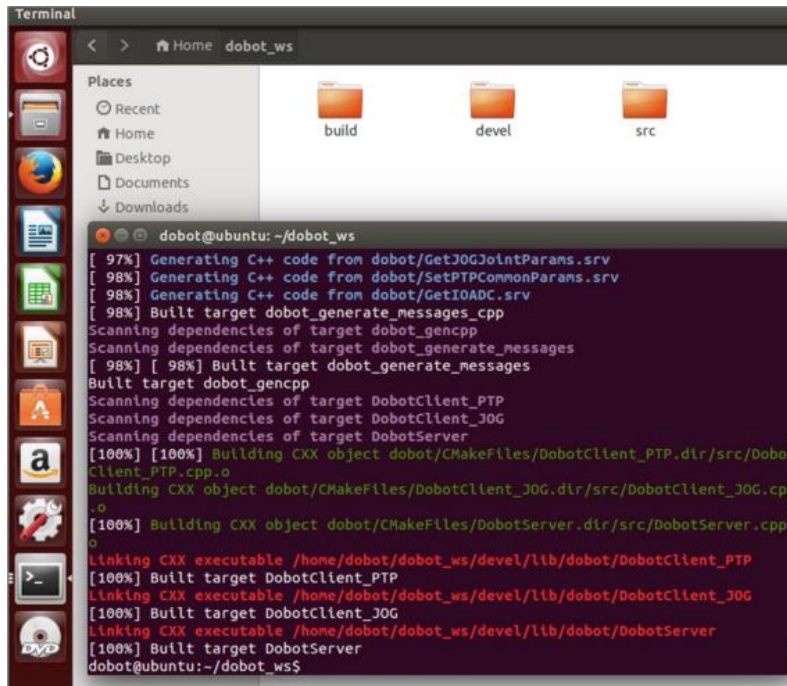 Terminal
Home dobot_ws
Places
Recent
Home
Desktop
Documents
Downloads
build devel src
dobot@ubuntu: ~/dobot_ws
[ 97%] Generating C++ code from dobot/GetJOGJointParams.srv
[ 98%] Generating C++ code from dobot/SetPTPCommonParams.srv
[ 98%] Generating C++ code from dobot/GetIOADC.srv
[ 98%] Built target dobot_generate_messages_cpp
Scanning dependencies of target dobot_gencpp
Scanning dependencies of target dobot_generate_messages
[ 98%] [ 98%] Built target dobot_generate_messages
Built target dobot_gencpp
Scanning dependencies of target DobotClient_PTP
Scanning dependencies of target DobotClient_JOG
Scanning dependencies of target DobotServer
[100%] [100%] Building CXX object dobot/CMakeFiles/DobotClient_PTP.dir/src/Dobo
Client_PTP.cpp.o
Building CXX object dobot/CMakeFiles/DobotClient_JOG.dir/src/DobotClient_JOG.cp
.o
[100%] Building CXX object dobot/CMakeFiles/DobotServer.dir/src/DobotServer.cpp
o
Linking CXX executable /home/dobot/dobot_ws/devel/lib/dobot/DobotClient_PTP
[100%] Built target DobotClient_PTP
Linking CXX executable /home/dobot/dobot_ws/devel/lib/dobot/DobotClient_JOG
[100%] Built target DobotClient_JOG
Linking CXX executable /home/dobot/dobot_ws/devel/lib/dobot/DobotServer
[100%] Built target DobotServer
dobot@ubuntu:~/dobot_ws$
a
DVD